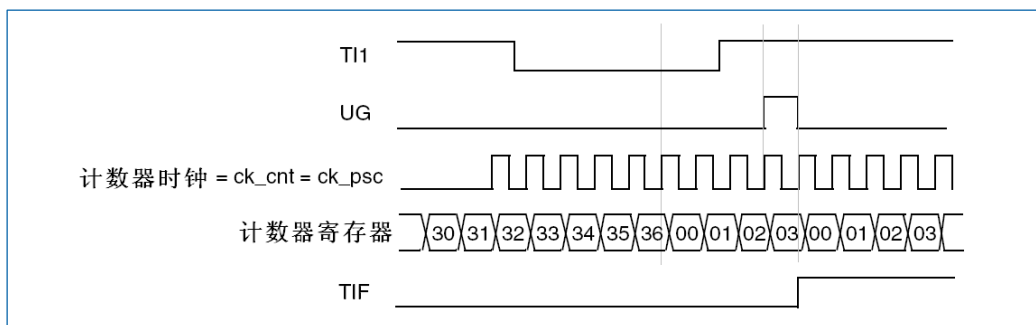 TI1
UG
计数器时钟 = ck_cnt = ck_psc
计数器寄存器 30 31 32 33 34 35 36 00 01 02 03 00 01 02 03
TIF